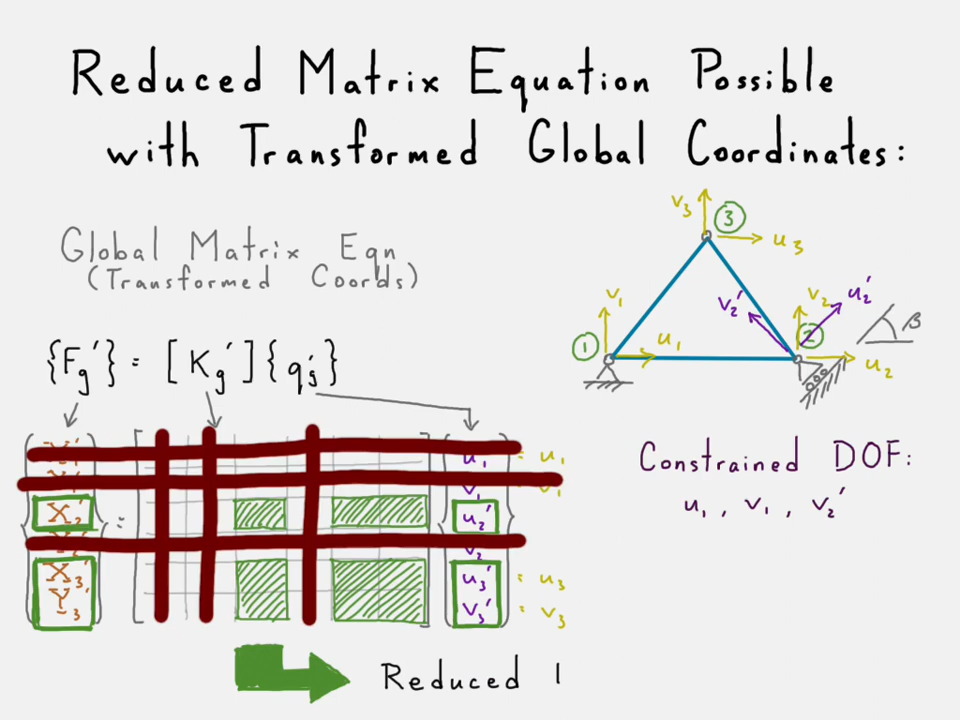 Reduced Matrix Equation Possible
with Transformed Global Coordinates:
Global Matrix Eqn
(Transformed Coords)
{Fg'} = [Kg']{qg'}
v3
3
u3
v2'
v2
u2'
β
v1
1
u1
2
u2
u1 = u1
v1 = v1
X2' = u2'
v2
X3' u3' = u3
Y3' v3' = v3
Constrained DOF:
u1, v1, v2'
Reduced